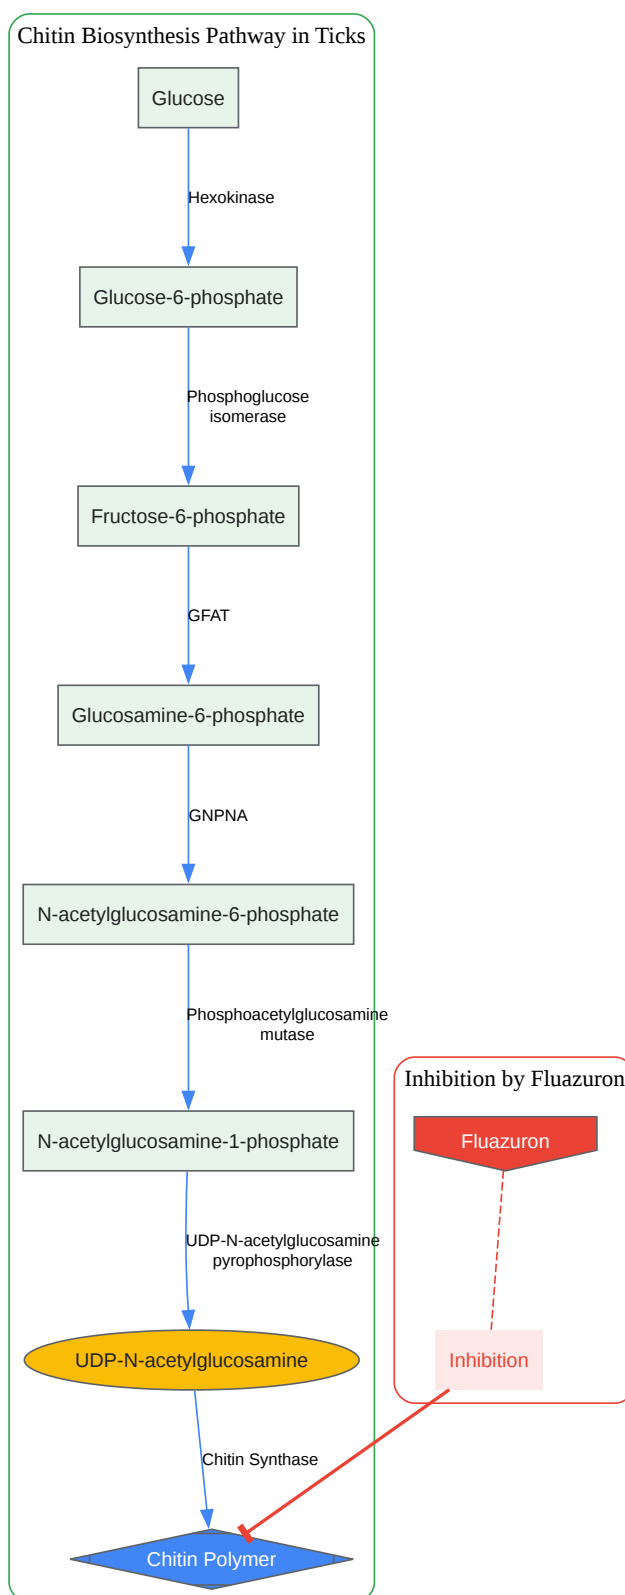 Chitin Biosynthesis Pathway in Ticks
Glucose
Hexokinase
Glucose-6-phosphate
Phosphoglucose
isomerase
Fructose-6-phosphate
GFAT
Glucosamine-6-phosphate
GNPNA
N-acetylglucosamine-6-phosphate
Phosphoacetylglucosamine
mutase
N-acetylglucosamine-1-phosphate
UDP-N-acetylglucosamine
pyrophosphorylase
UDP-N-acetylglucosamine
Chitin Synthase
Chitin Polymer
Inhibition by Fluazuron
Fluazuron
Inhibition